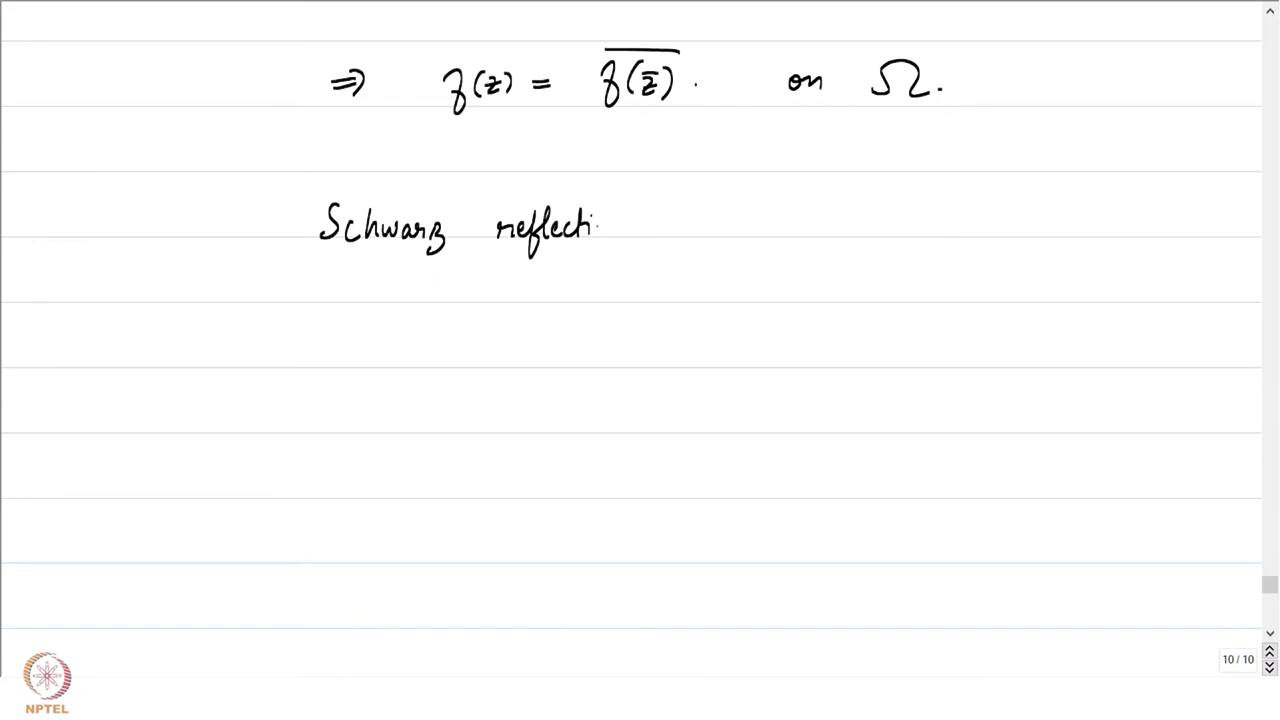 ⇒ f(z) = \overline{f(\bar{z})}. on Ω.
Schwarz reflecti
10 / 10
NPTEL